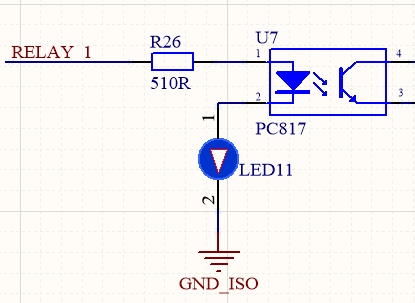 RELAY_1
R26
510R
U7
1
2
4
3
PC817
1
LED11
2
GND_ISO